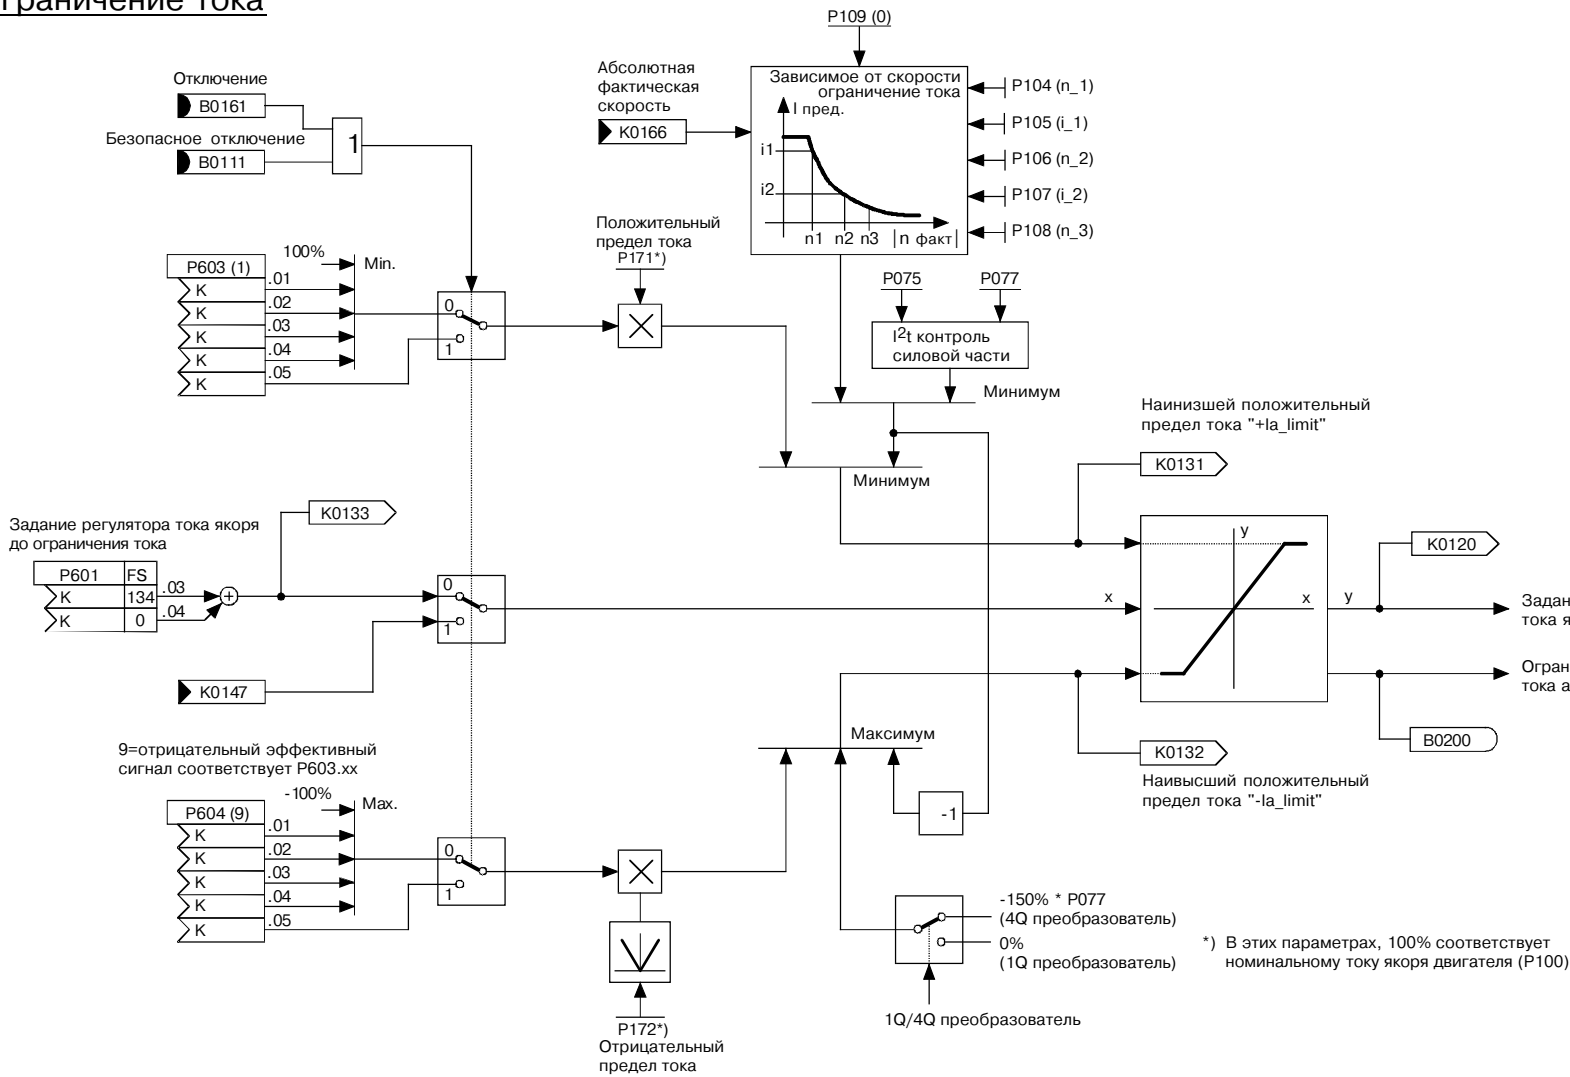 граничение тока
P109 (0)
Отключение
B0161
Безопасное отключение
B0111
1
Абсолютная
фактическая
скорость
K0166
Зависимое от скорости
ограничение тока
I пред.
i1
i2
n1 n2 n3 |n факт|
P104 (n_1)
P105 (i_1)
P106 (n_2)
P107 (i_2)
P108 (n_3)
Положительный
предел тока
P171*)
100%
Min.
P603 (1)
K .01
K .02
K .03
K .04
K .05
0
1
P075 P077
I2t контроль
силовой части
Минимум
Минимум
Наинизшей положительный
предел тока "+Ia_limit"
K0131
K0133
Задание регулятора тока якоря
до ограничения тока
P601 FS
K 134 .03
K 0 .04
+
K0147
0
1
x
y
x
y
K0120
Задан
тока я
Огран
тока а
B0200
K0132
Наивысший положительный
предел тока "-Ia_limit"
Максимум
-1
9=отрицательный эффективный
сигнал соответствует P603.xx
-100%
Max.
P604 (9)
K .01
K .02
K .03
K .04
K .05
0
1
P172*)
Отрицательный
предел тока
-150% * P077
(4Q преобразователь)
0%
(1Q преобразователь)
1Q/4Q преобразователь
*) В этих параметрах, 100% соответствует
номинальному току якоря двигателя (P100)